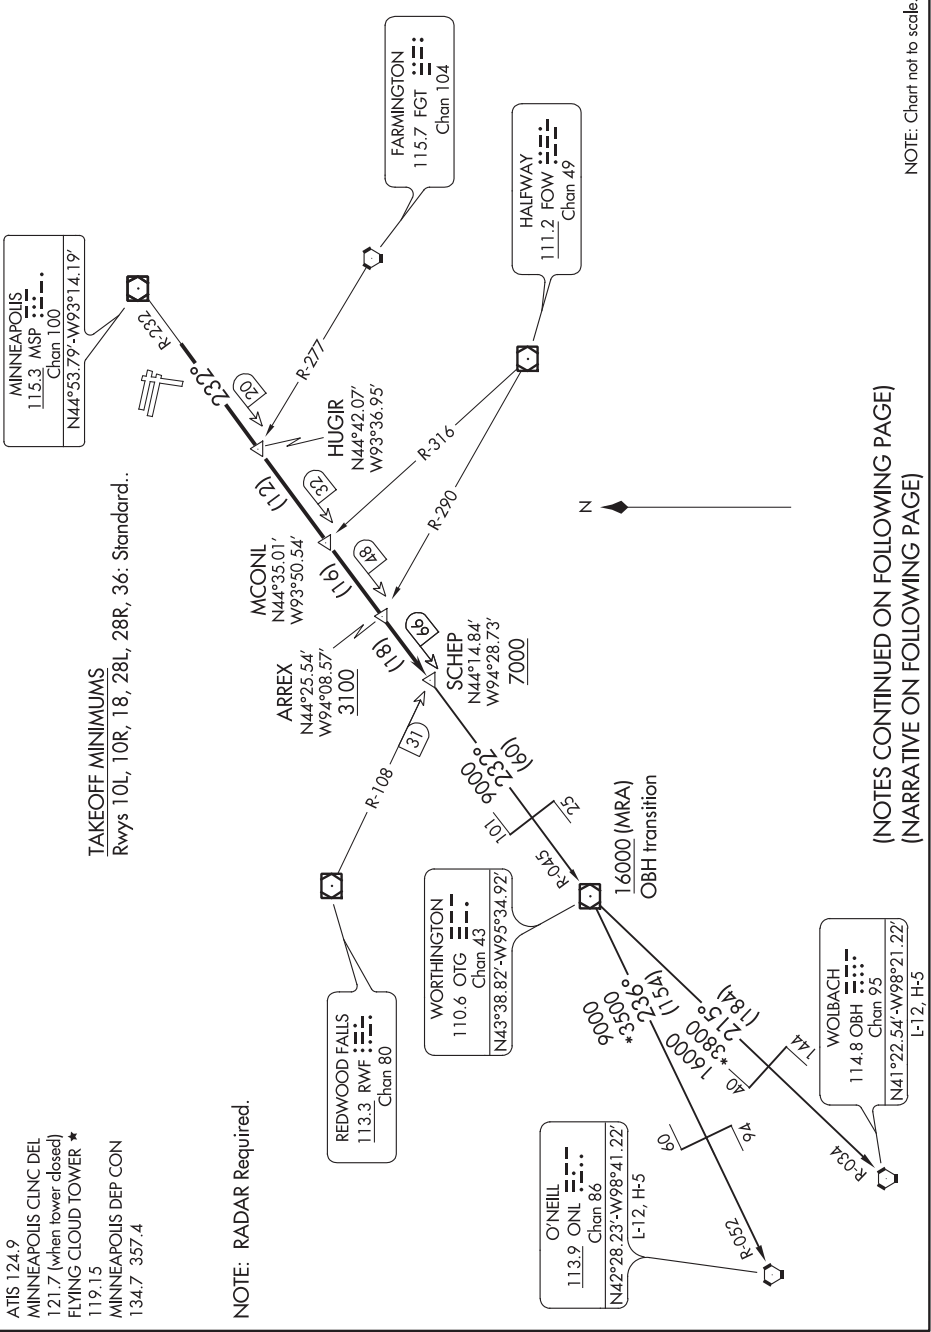 ATIS 124.9
MINNEAPOLIS CLNC DEL
121.7 (when tower closed)
FLYING CLOUD TOWER ★
119.15
MINNEAPOLIS DEP CON
134.7 357.4
NOTE: RADAR Required.
TAKEOFF MINIMUMS
Rwys 10L, 10R, 18, 28L, 28R, 36: Standard..
MINNEAPOLIS
115.3 MSP
Chan 100
N44°53.79'-W93°14.19'
R-232
232°
20
FARMINGTON
115.7 FGT
Chan 104
R-277
HUGIR
N44°42.07'
W93°36.95'
(12)
32
HALFWAY
111.2 FOW
Chan 49
R-316
R-290
MCONL
N44°35.01'
W93°50.54'
(16)
48
ARREX
N44°25.54'
W94°08.57'
3100
(18)
66
SCHEP
N44°14.84'
W94°28.73'
7000
R-108
31
REDWOOD FALLS
113.3 RWF
Chan 80
9000
232°
(60)
101
25
R-045
WORTHINGTON
110.6 OTG
Chan 43
N43°38.82'-W95°34.92'
16000 (MRA)
OBH transition
9000
*3500
236°
(154)
60
94
R-052
O'NEILL
113.9 ONL
Chan 86
N42°28.23'-W98°41.22'
L-12, H-5
16000
*3800
215°
(184)
40
144
R-034
WOLBACH
114.8 OBH
Chan 95
N41°22.54'-W98°21.22'
L-12, H-5
N
(NOTES CONTINUED ON FOLLOWING PAGE)
(NARRATIVE ON FOLLOWING PAGE)
NOTE: Chart not to scale.